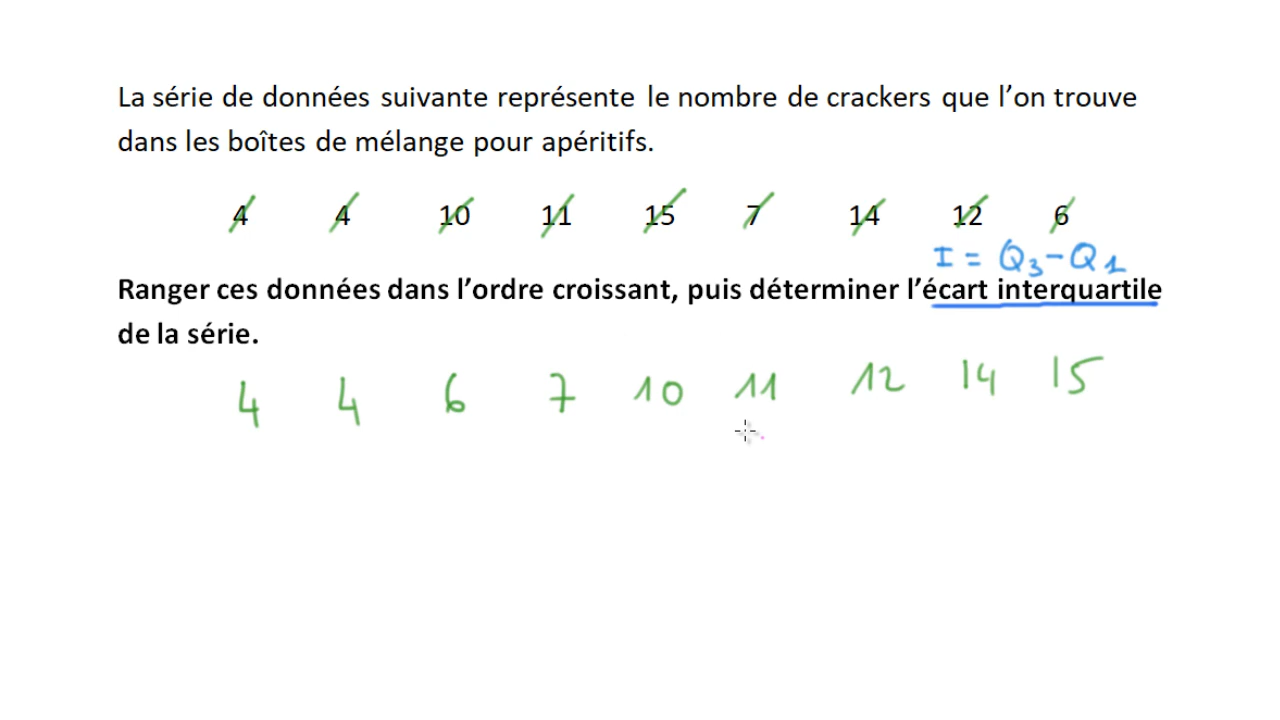 La série de données suivante représente le nombre de crackers que l’on trouve
dans les boîtes de mélange pour apéritifs.
4 4 10 11 15 7 14 12 6
I = Q3 - Q1
Ranger ces données dans l’ordre croissant, puis déterminer l’écart interquartile
de la série.
4 4 6 7 10 11 12 14 15